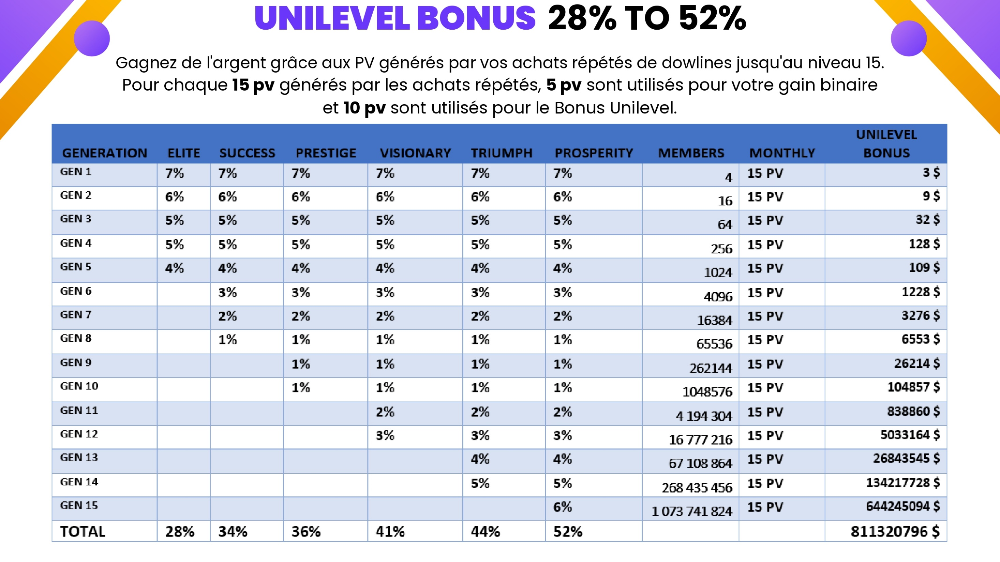 UNILEVEL BONUS 28% TO 52%
Gagnez de l'argent grâce aux PV générés par vos achats répétés de dowlines jusqu'au niveau 15.
Pour chaque 15 pv générés par les achats répétés, 5 pv sont utilisés pour votre gain binaire
et 10 pv sont utilisés pour le Bonus Unilevel.
GENERATION ELITE SUCCESS PRESTIGE VISIONARY TRIUMPH PROSPERITY MEMBERS MONTHLY UNILEVEL BONUS
GEN 1 7% 7% 7% 7% 7% 7% 4 15 PV 3 $
GEN 2 6% 6% 6% 6% 6% 6% 16 15 PV 9 $
GEN 3 5% 5% 5% 5% 5% 5% 64 15 PV 32 $
GEN 4 5% 5% 5% 5% 5% 5% 256 15 PV 128 $
GEN 5 4% 4% 4% 4% 4% 4% 1024 15 PV 109 $
GEN 6 3% 3% 3% 3% 3% 4096 15 PV 1228 $
GEN 7 2% 2% 2% 2% 2% 16384 15 PV 3276 $
GEN 8 1% 1% 1% 1% 1% 65536 15 PV 6553 $
GEN 9 1% 1% 1% 1% 262144 15 PV 26214 $
GEN 10 1% 1% 1% 1% 1048576 15 PV 104857 $
GEN 11 2% 2% 2% 4 194 304 15 PV 838860 $
GEN 12 3% 3% 3% 16 777 216 15 PV 5033164 $
GEN 13 4% 4% 67 108 864 15 PV 26843545 $
GEN 14 5% 5% 268 435 456 15 PV 134217728 $
GEN 15 6% 1 073 741 824 15 PV 644245094 $
TOTAL 28% 34% 36% 41% 44% 52% 811320796 $